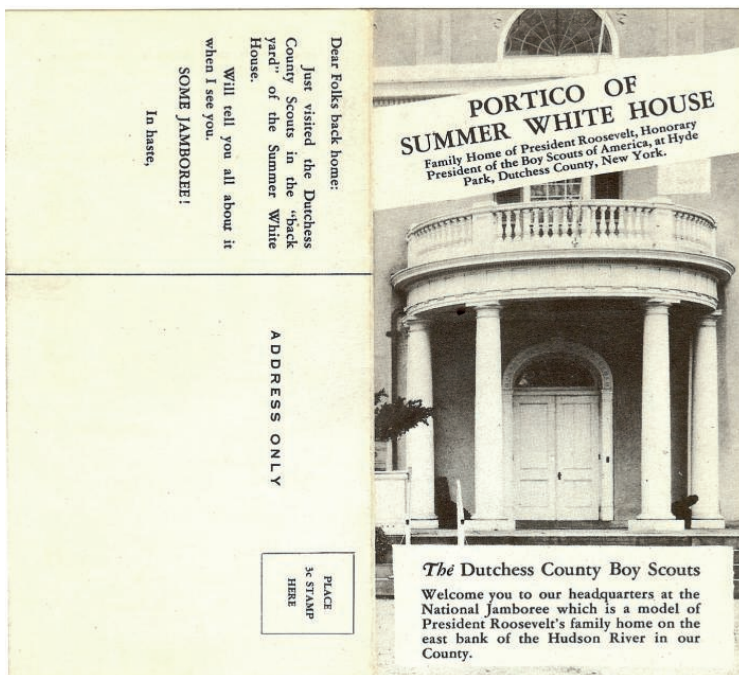 Dear Folks back home:
Just visited the Dutchess
County Scouts in the "back
yard" of the Summer White
House.
Will tell you all about it
when I see you.
SOME JAMBOREE!
In haste,
ADDRESS ONLY
PLACE
3c STAMP
HERE
PORTICO OF
SUMMER WHITE HOUSE
Family Home of President Roosevelt, Honorary
President of the Boy Scouts of America, at Hyde
Park, Dutchess County, New York.
The Dutchess County Boy Scouts
Welcome you to our headquarters at the
National Jamboree which is a model of
President Roosevelt's family home on the
east bank of the Hudson River in our
County.